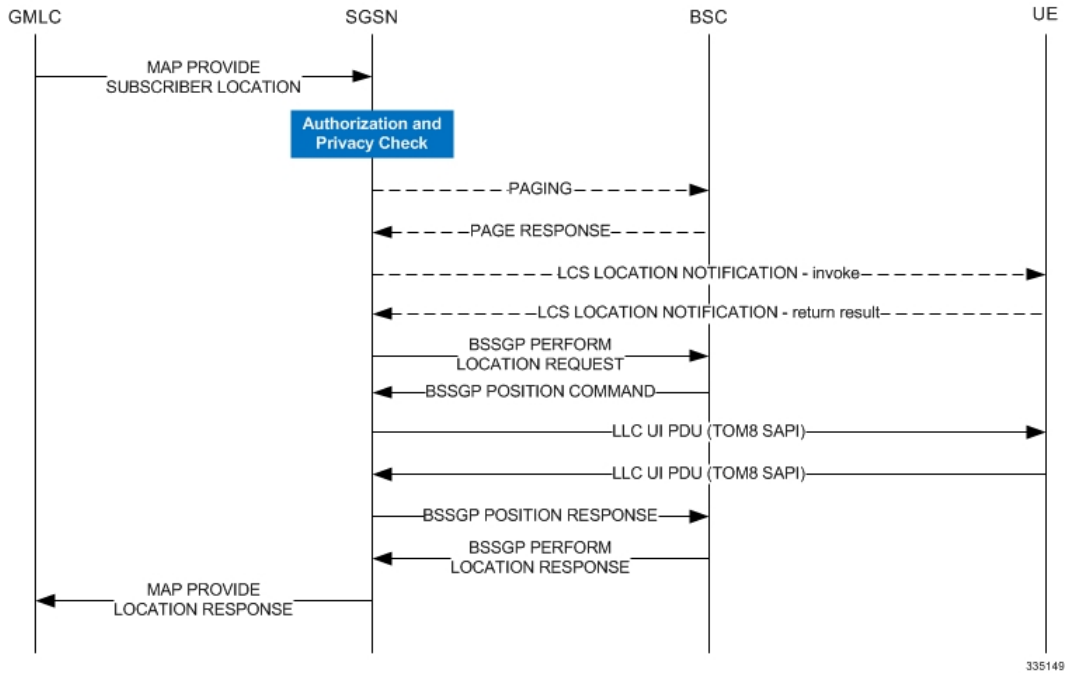 GMLC
SGSN
BSC
UE
MAP PROVIDE
SUBSCRIBER LOCATION
Authorization and
Privacy Check
PAGING
PAGE RESPONSE
LCS LOCATION NOTIFICATION - invoke
LCS LOCATION NOTIFICATION - return result
BSSGP PERFORM
LOCATION REQUEST
BSSGP POSITION COMMAND
LLC UI PDU (TOM8 SAPI)
LLC UI PDU (TOM8 SAPI)
BSSGP POSITION RESPONSE
BSSGP PERFORM
LOCATION RESPONSE
MAP PROVIDE
LOCATION RESPONSE
335149